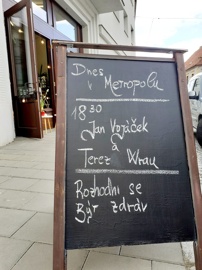 Dnes
v Metropolu
18 30
Jan Vojáček
a
Terez Wrau
Rozhodni se
Být zdráv